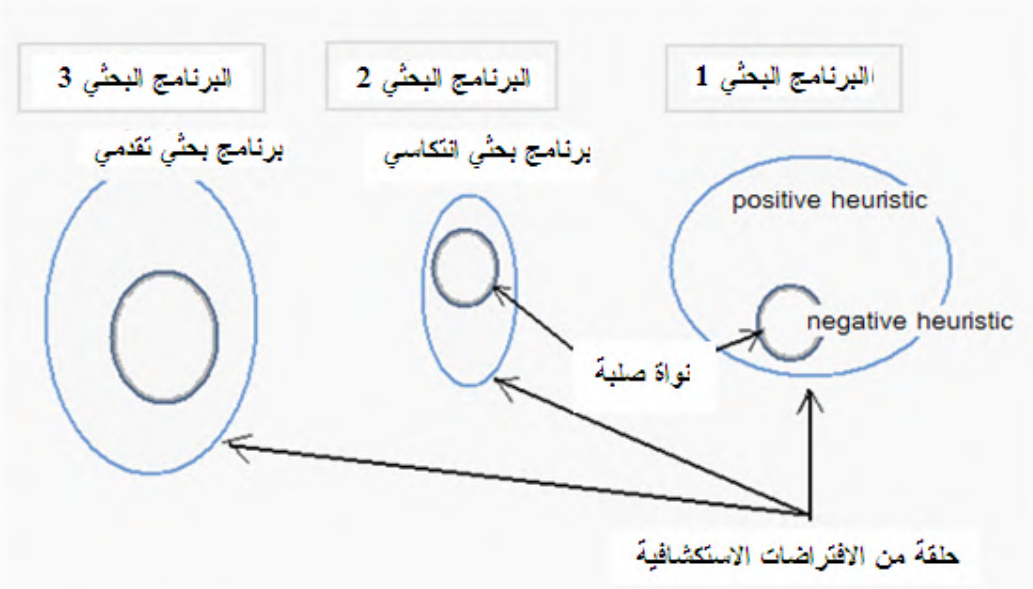 البرنامج البحثي 1
البرنامج البحثي 2
البرنامج البحثي 3
برنامج بحثي انتكاسي
برنامج بحثي تقدمي
positive heuristic
negative heuristic
نواة صلبة
حلقة من الافتراضات الاستكشافية